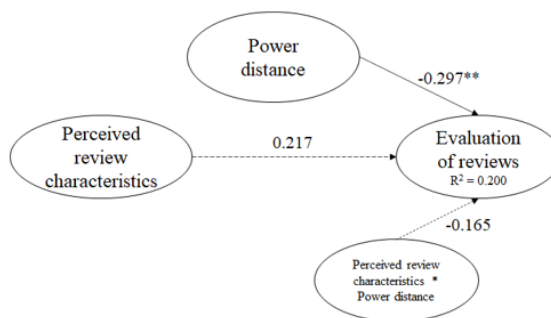 Power
distance
-0.297**
Perceived
review
characteristics
0.217
Evaluation
of reviews
R² = 0.200
-0.165
Perceived review
characteristics *
Power distance